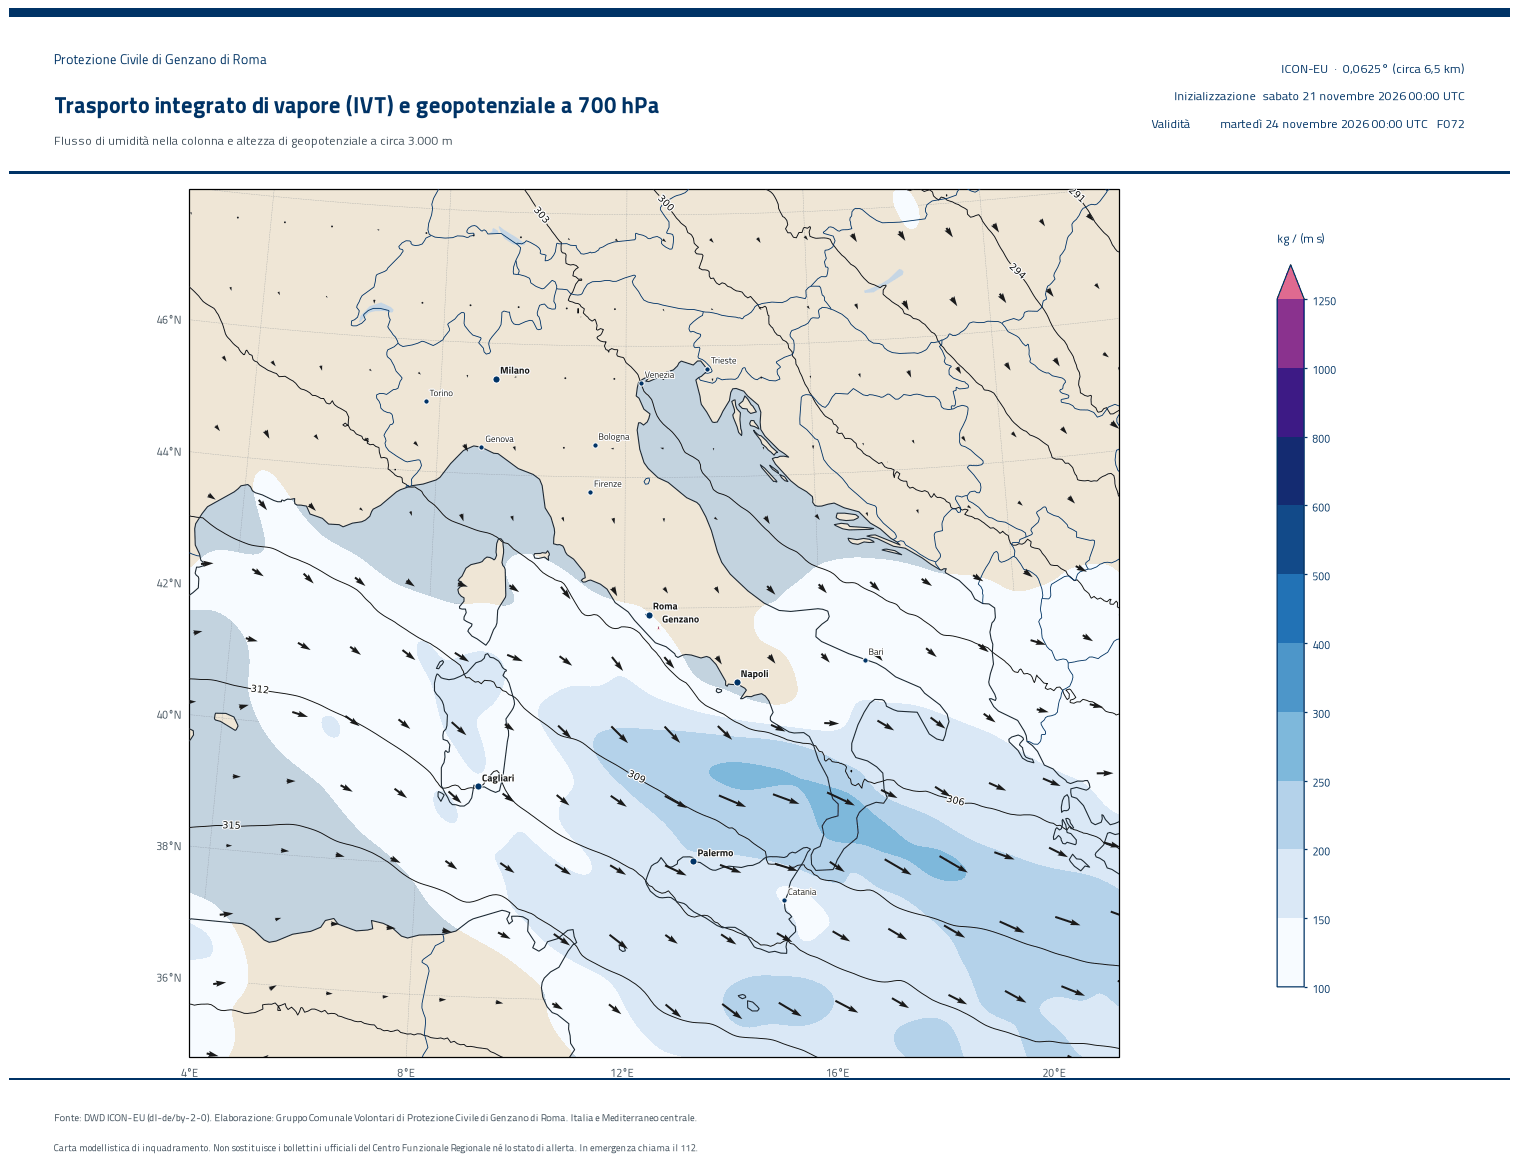 Protezione Civile di Genzano di Roma
Trasporto integrato di vapore (IVT) e geopotenziale a 700 hPa
Flusso di umidità nella colonna e altezza di geopotenziale a circa 3.000 m
ICON-EU · 0,0625° (circa 6,5 km)
Inizializzazione sabato 21 novembre 2026 00:00 UTC
Validità martedì 24 novembre 2026 00:00 UTC F072
kg / (m s)
1250
1000
800
600
500
400
300
250
200
150
100
303
300
291
294
46°N
44°N
42°N
40°N
38°N
36°N
Milano
Torino
Venezia
Trieste
Genova
Bologna
Firenze
Roma
Genzano
Bari
Napoli
312
309
306
315
Cagliari
Palermo
Catania
4°E
8°E
12°E
16°E
20°E
Fonte: DWD ICON-EU (dl-de/by-2-0). Elaborazione: Gruppo Comunale Volontari di Protezione Civile di Genzano di Roma. Italia e Mediterraneo centrale.
Carta modellistica di inquadramento. Non sostituisce i bollettini ufficiali del Centro Funzionale Regionale né lo stato di allerta. In emergenza chiama il 112.